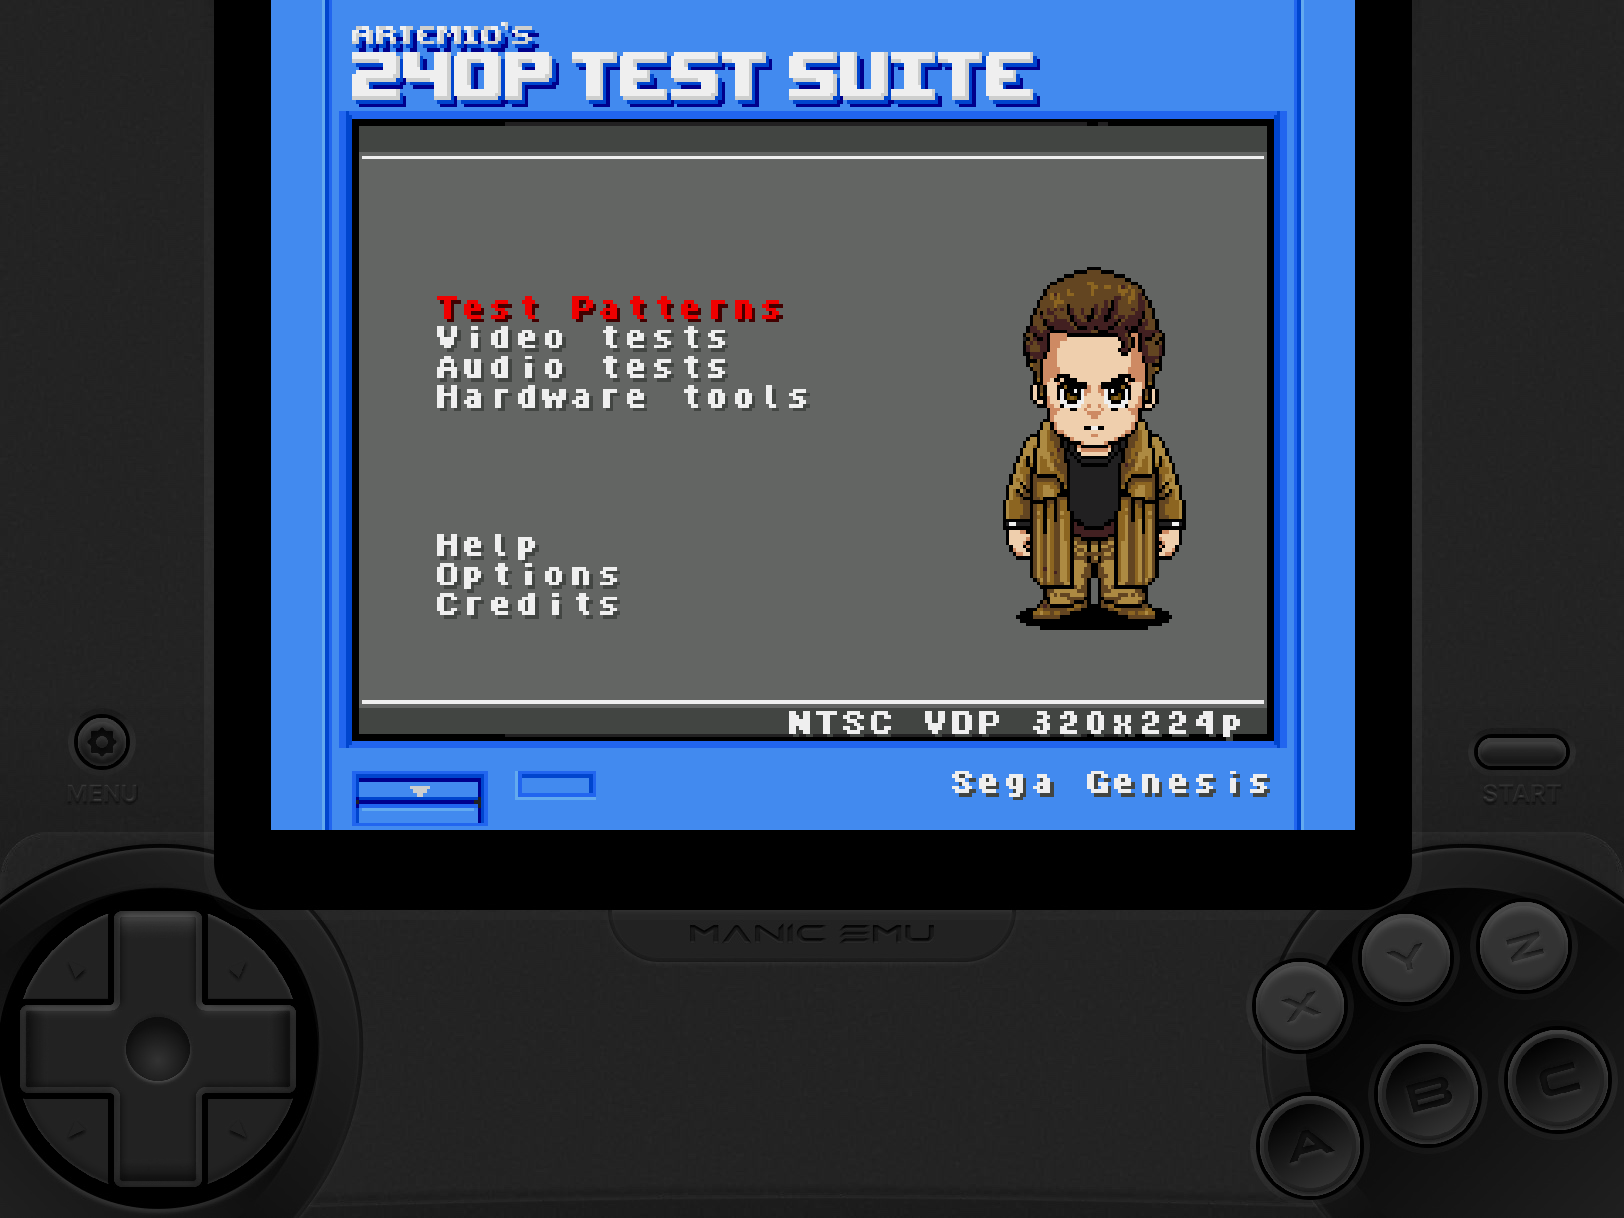 ARTEMIO'S
240P TEST SUITE
Test Patterns
Video tests
Audio tests
Hardware tools
Help
Options
Credits
NTSC VDP 320x224p
Sega Genesis
MENU
START
MANIC EMU
X
Y
Z
A
B
C